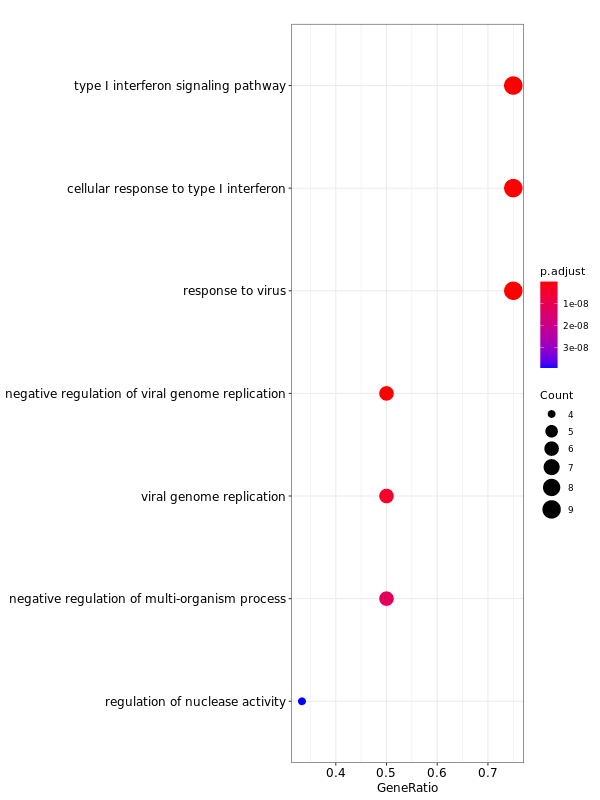 type I interferon signaling pathway
cellular response to type I interferon
response to virus
negative regulation of viral genome replication
viral genome replication
negative regulation of multi-organism process
regulation of nuclease activity
0.4 0.5 0.6 0.7
GeneRatio
p.adjust
1e-08
2e-08
3e-08
Count
4
5
6
7
8
9